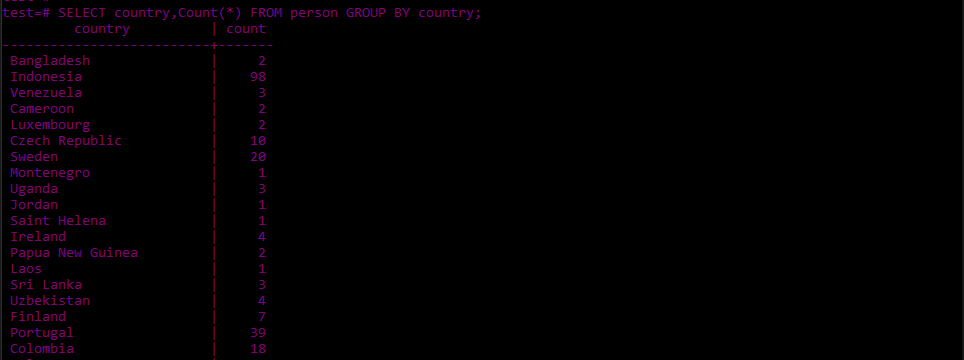 test=# SELECT country,Count(*) FROM person GROUP BY country;
country | count
----------------------------------+-------
Bangladesh | 2
Indonesia | 98
Venezuela | 3
Cameroon | 2
Luxembourg | 2
Czech Republic | 10
Sweden | 20
Montenegro | 1
Uganda | 3
Jordan | 1
Saint Helena | 1
Ireland | 4
Papua New Guinea | 2
Laos | 1
Sri Lanka | 3
Uzbekistan | 4
Finland | 7
Portugal | 39
Colombia | 18